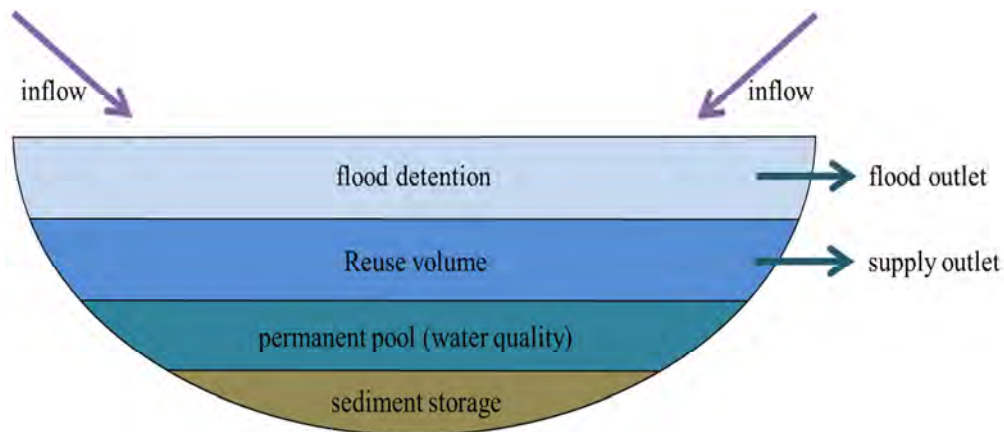 inflow
inflow
flood detention
flood outlet
Reuse volume
supply outlet
permanent pool (water quality)
sediment storage